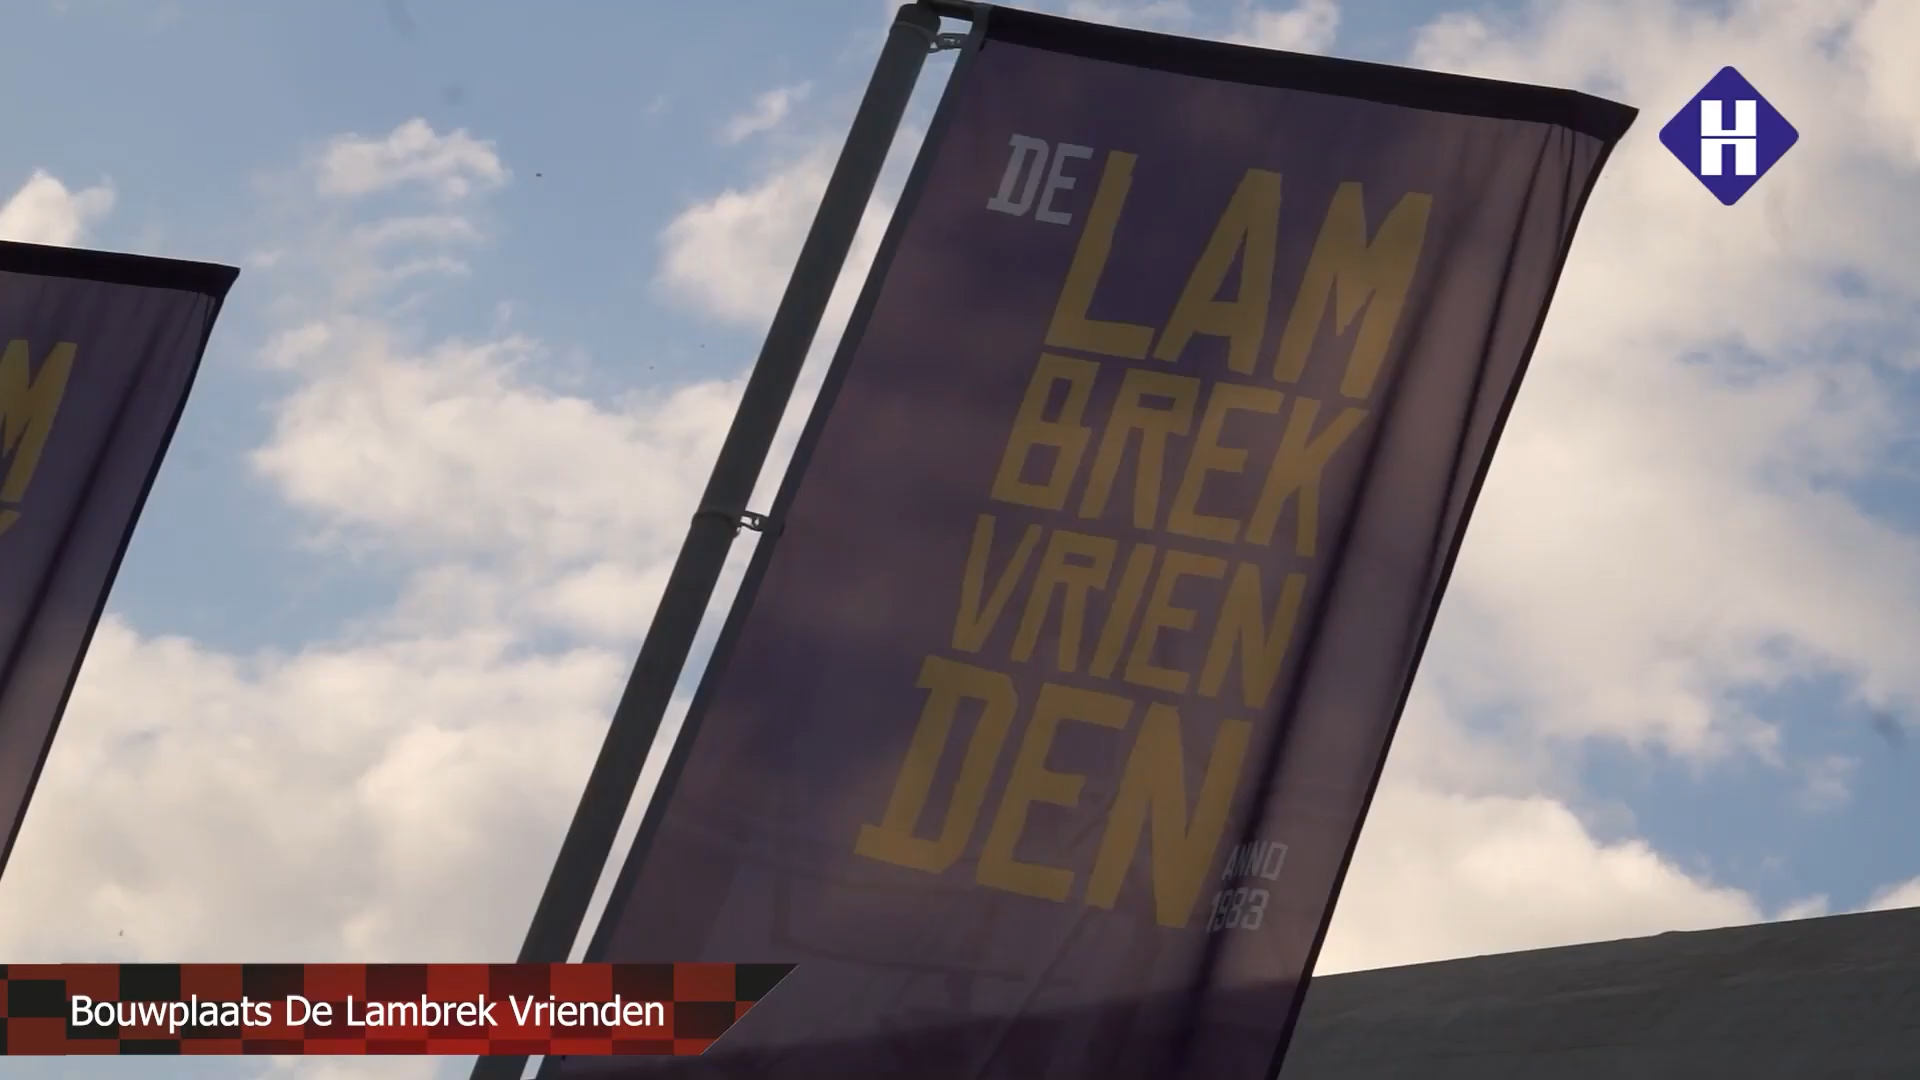 DE
LAM
BREK
VRIEN
DEN
ANNO
1983
M
H
Bouwplaats De Lambrek Vrienden